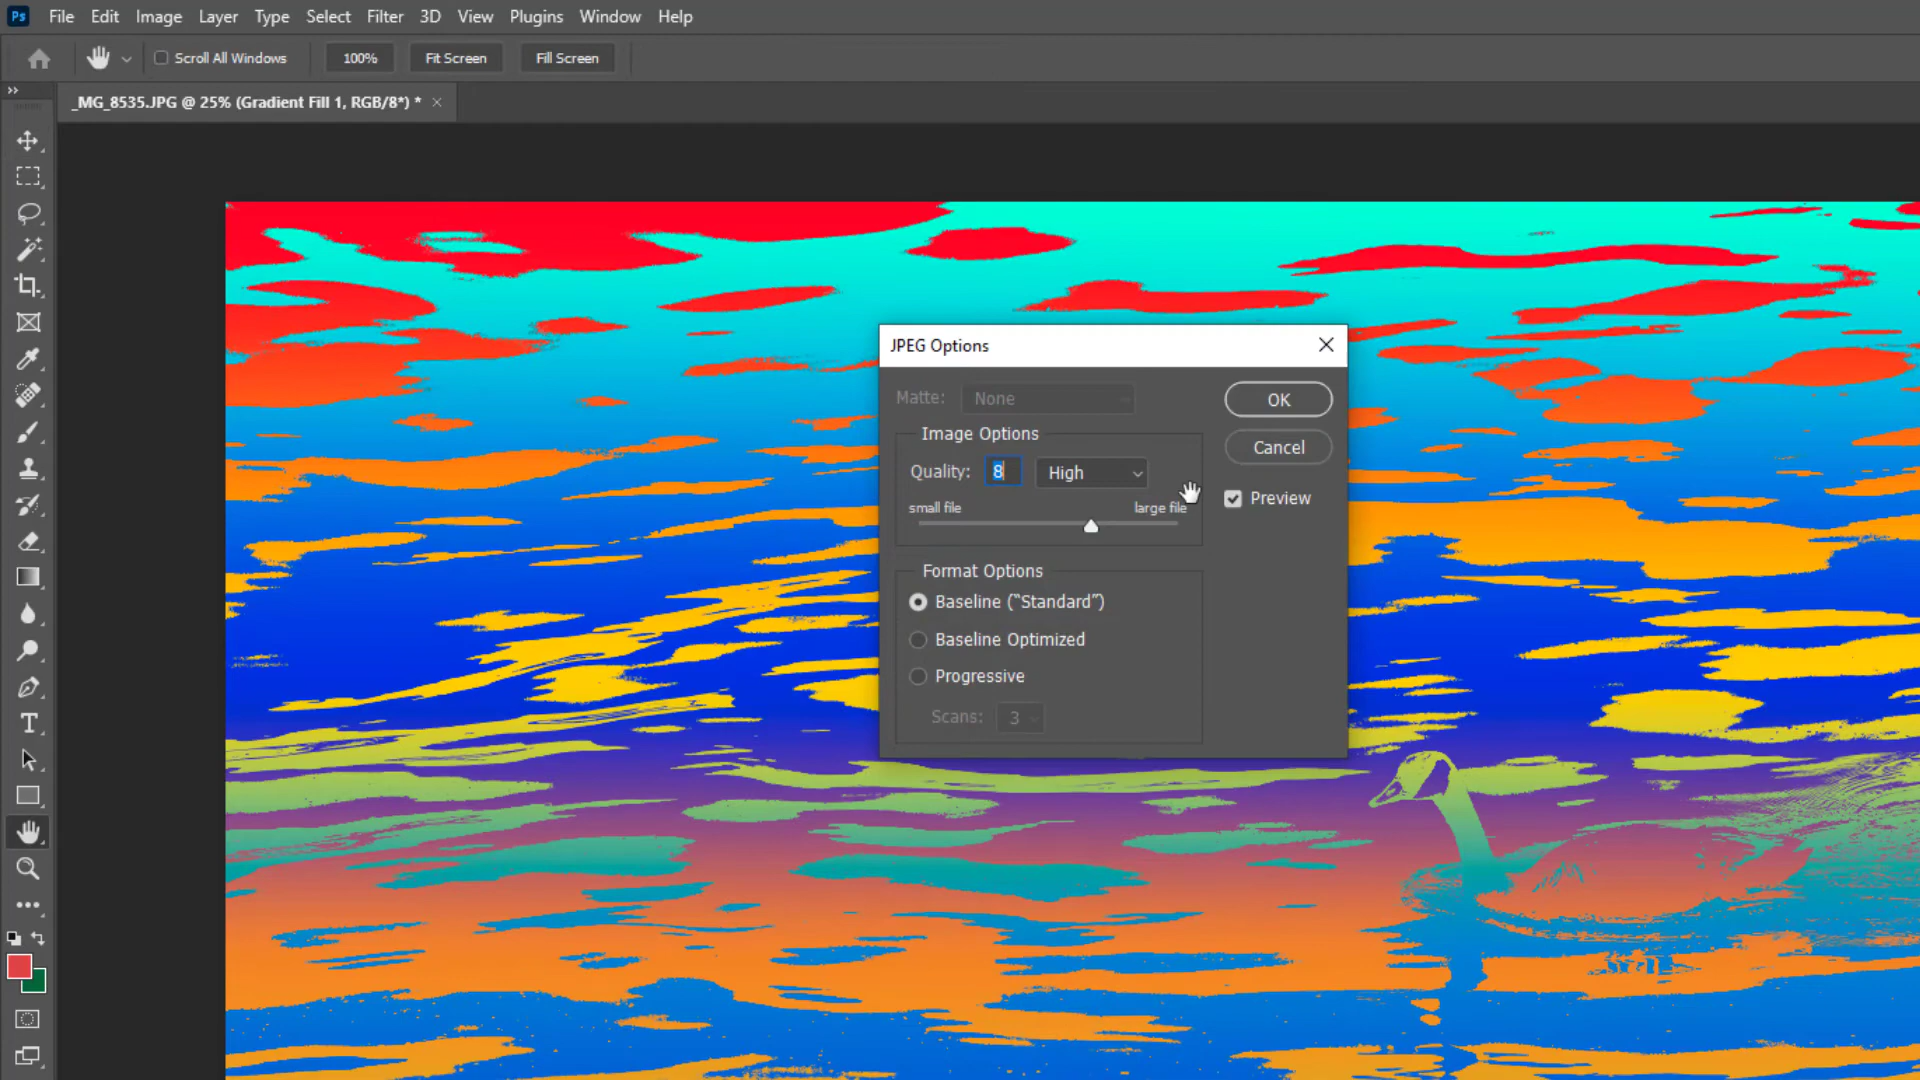 Ps File Edit Image Layer Type Select Filter 3D View Plugins Window Help
Scroll All Windows 100% Fit Screen Fill Screen
_MG_8535.JPG @ 25% (Gradient Fill 1, RGB/8*) *
JPEG Options
Matte: None
OK
Image Options
Cancel
Quality: 8 High
Preview
small file large file
Format Options
Baseline (“Standard”)
Baseline Optimized
Progressive
Scans: 3